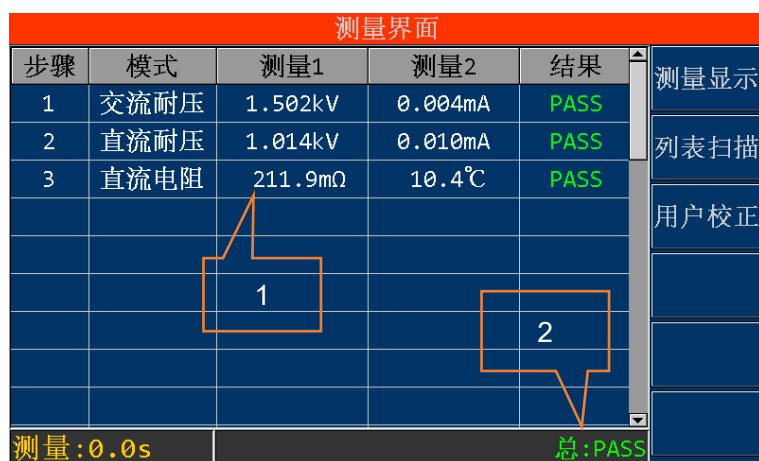 测量界面
步骤 模式 测量1 测量2 结果
1 交流耐压 1.502kV 0.004mA PASS
2 直流耐压 1.014kV 0.010mA PASS
3 直流电阻 211.9mΩ 10.4℃ PASS
1
2
测量:0.0s 总:PASS
测量显示
列表扫描
用户校正